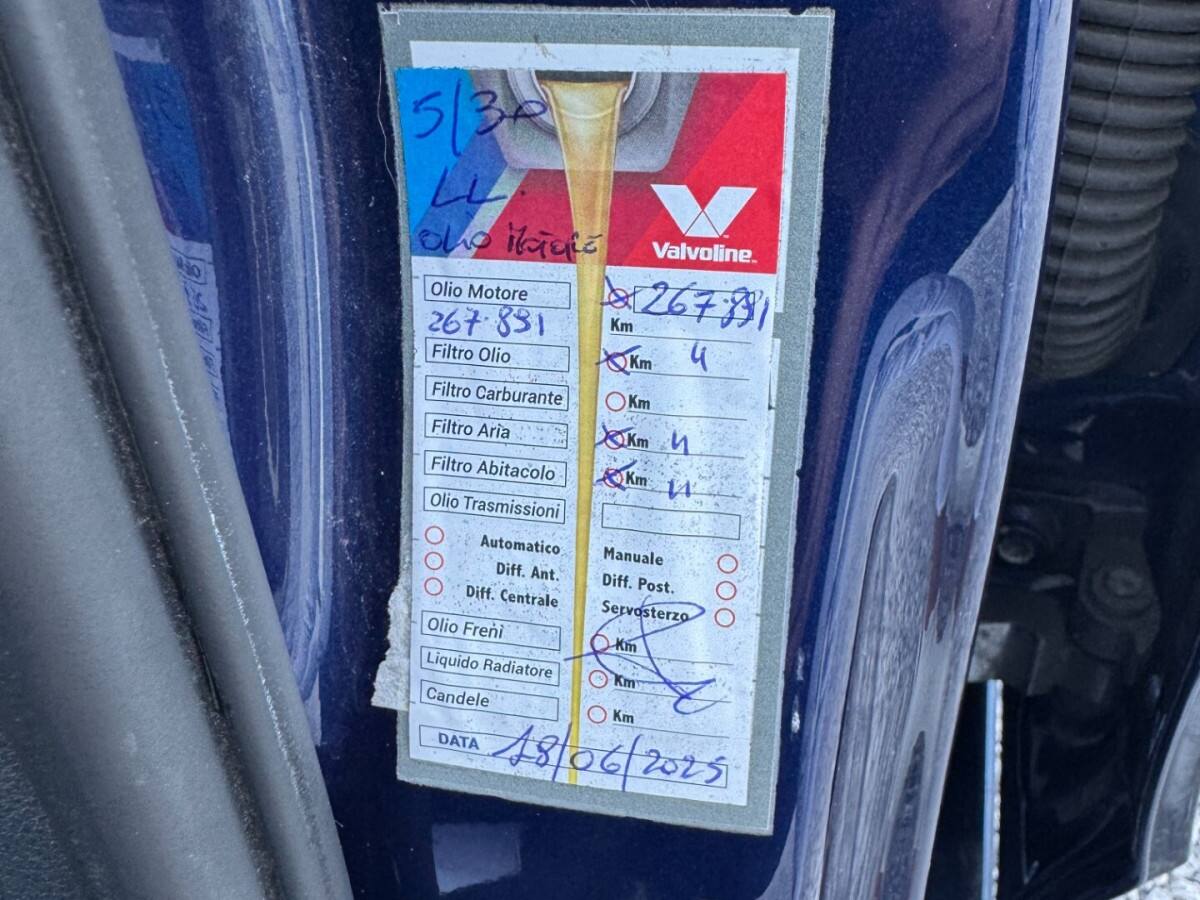 5/30
LL.
olio
Valvoline
Olio Motore
267.891
Km
267.891
Filtro Olio Km "
Filtro Carburante Km
Filtro Aria Km "
Filtro Abitacolo Km "
Olio Trasmissioni
Automatico Manuale
Diff. Ant. Diff. Post.
Diff. Centrale Servosterzo
Olio Freni Km
Liquido Radiatore Km
Candele Km
DATA 18/06/2025